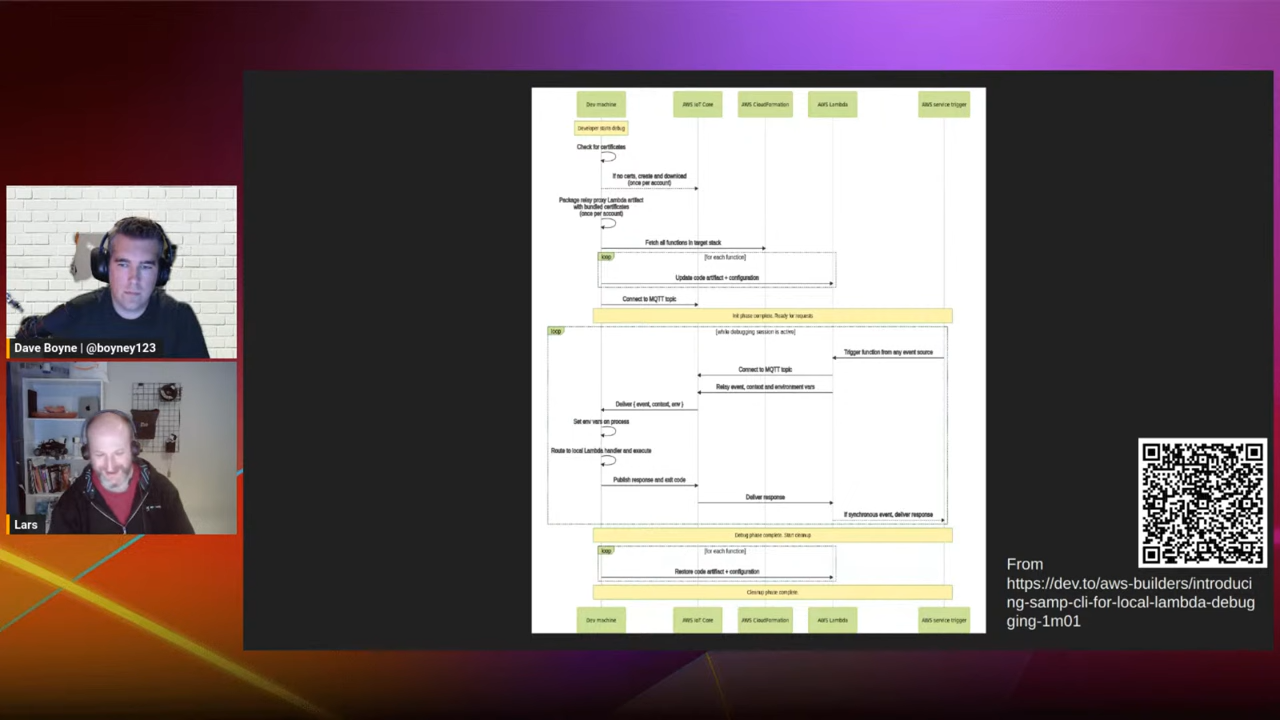 Dev machine
AWS IoT Core
AWS CloudFormation
AWS Lambda
AWS service trigger
Developer starts debug
Check for certificates
If no certs, create and download
(once per account)
Package relay proxy Lambda artifact
with bundled certificates
(once per account)
Fetch all functions in target stack
loop
[for each function]
Update code artifact + configuration
Connect to MQTT topic
Init phase complete. Ready for requests
loop
[while debugging session is active]
Trigger function from any event source
Connect to MQTT topic
Relay event, context and environment vars
Deliver ( event, context, env )
Set env vars on process
Route to local Lambda handler and execute
Publish response and exit code
Deliver response
If synchronous event, deliver response
Debug phase complete. Start cleanup
loop
[for each function]
Restore code artifact + configuration
Cleanup phase complete
Dev machine
AWS IoT Core
AWS CloudFormation
AWS Lambda
AWS service trigger
Dave Boyne | @boyney123
Lars
From
https://dev.to/aws-builders/introduci
ng-samp-cli-for-local-lambda-debug
ging-1m01